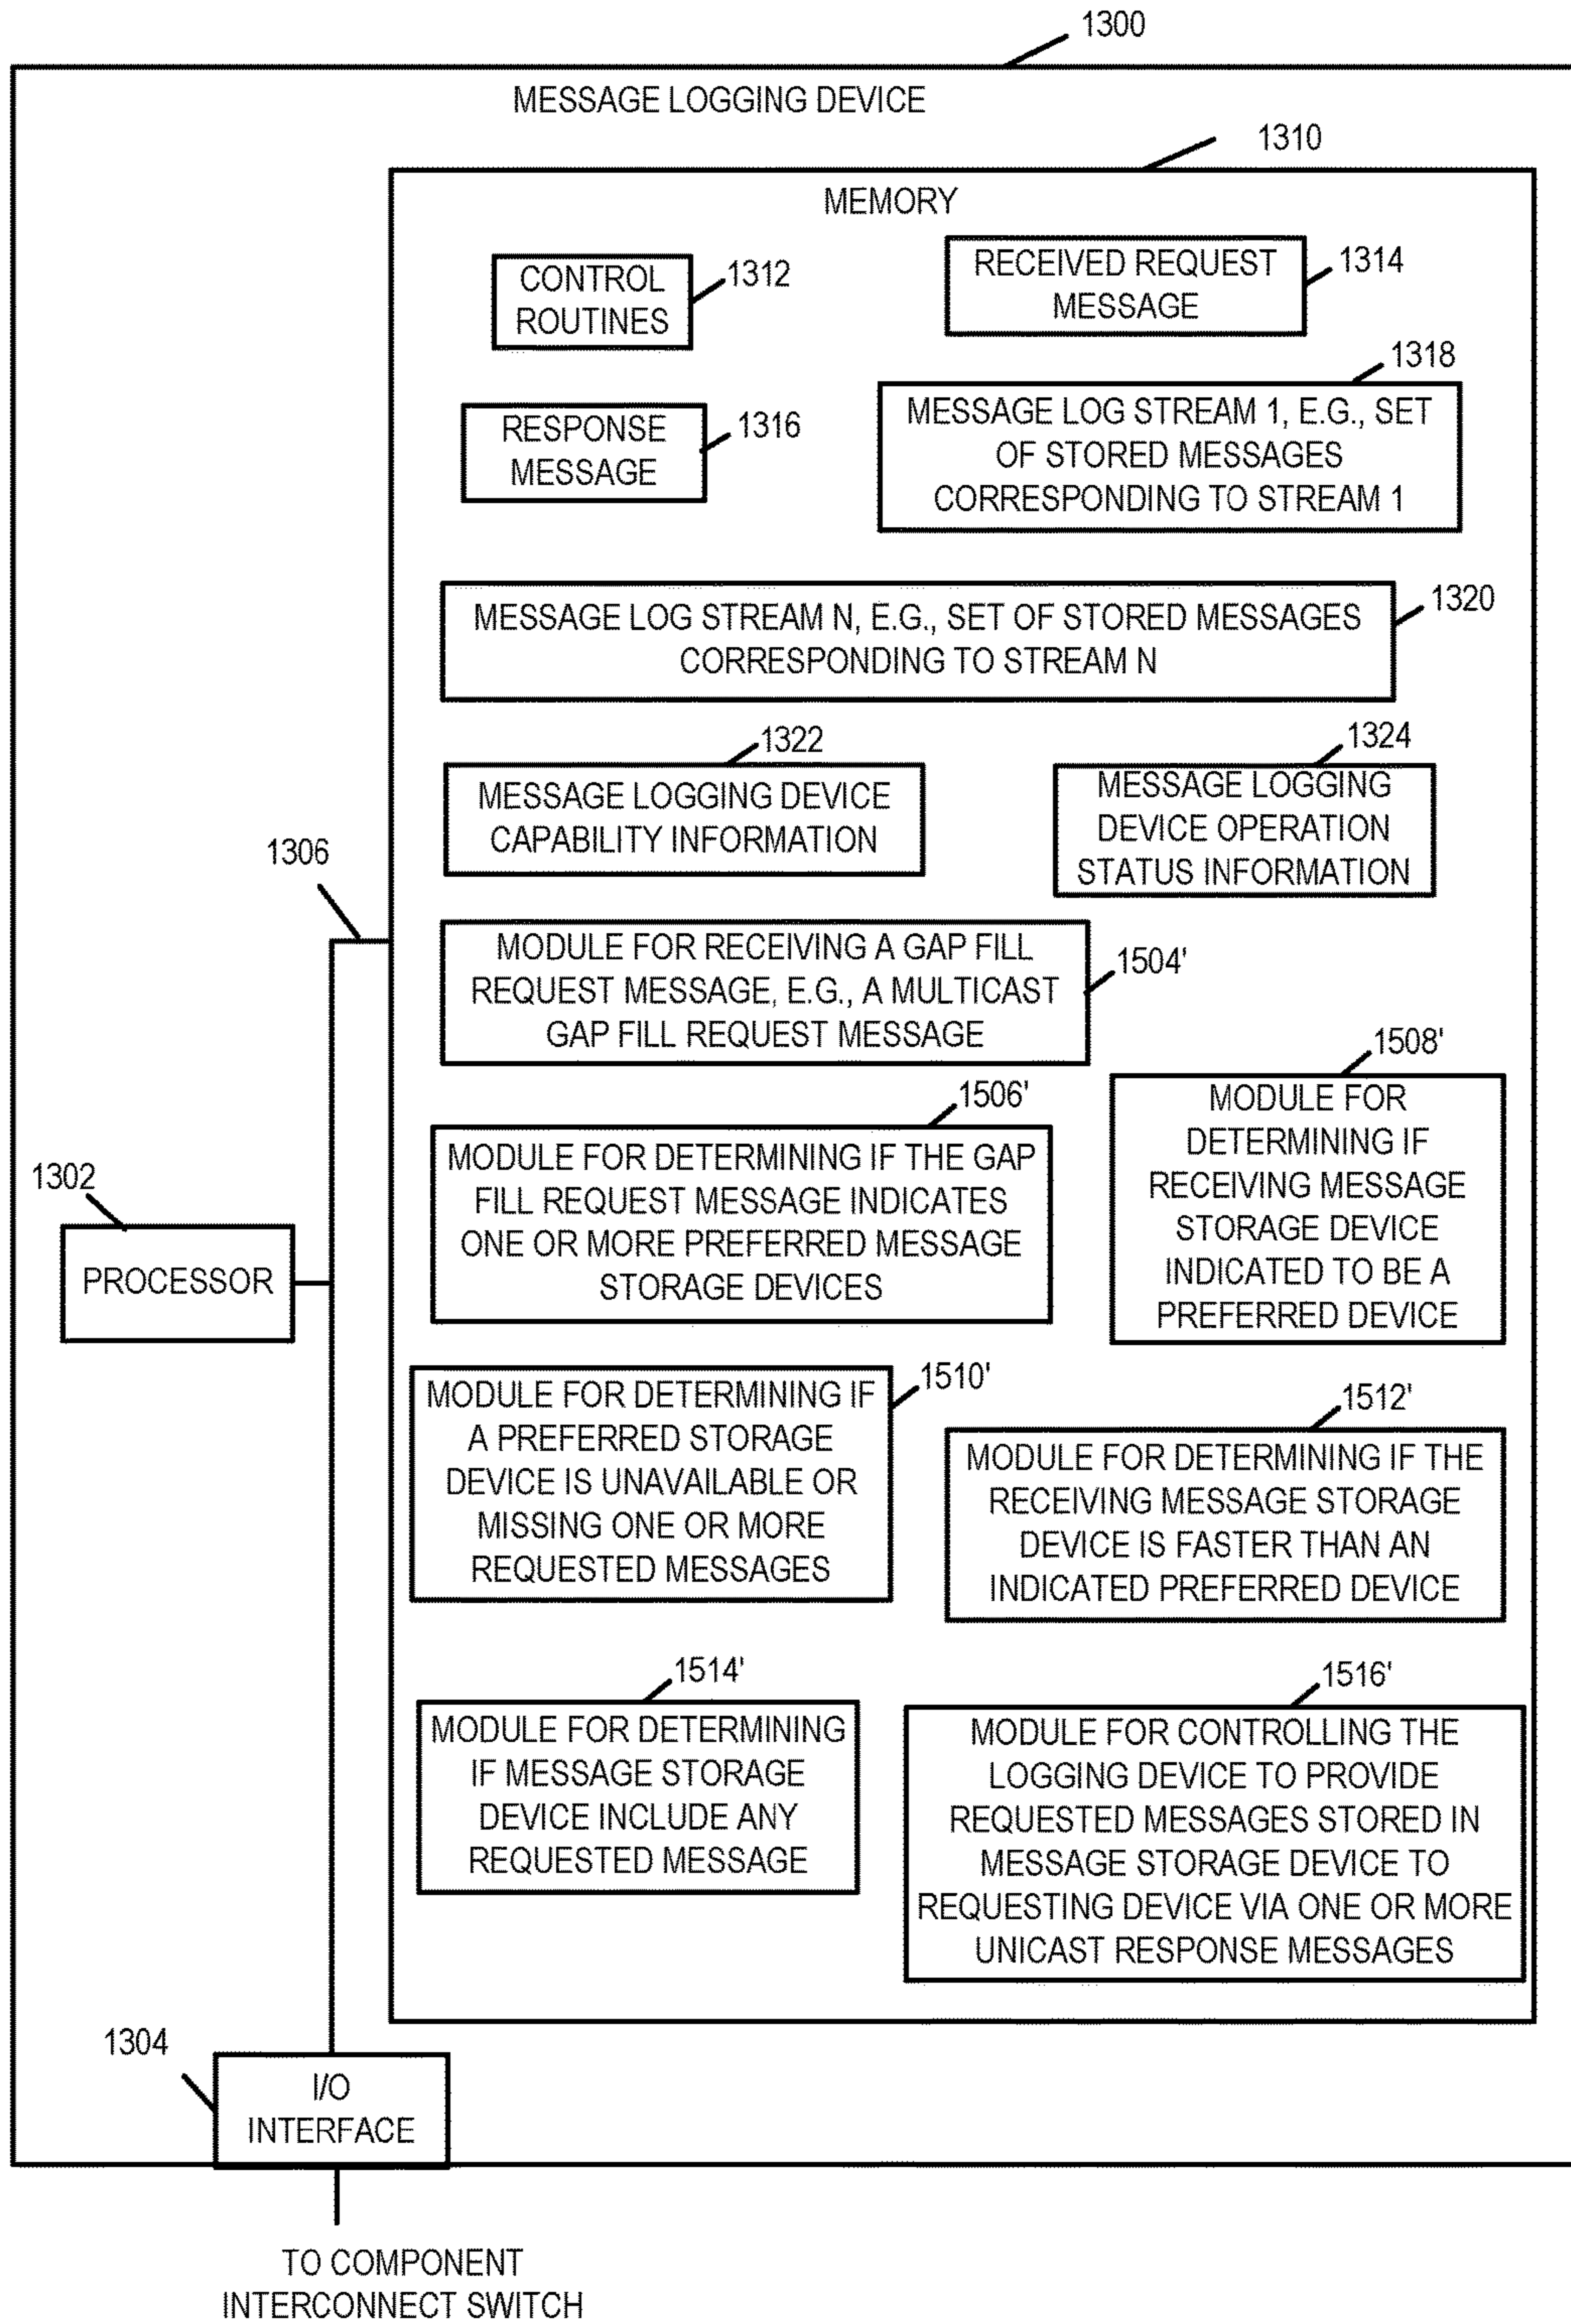 1300
MESSAGE LOGGING DEVICE
1310
MEMORY
CONTROL
ROUTINES
1312
RECEIVED REQUEST
MESSAGE
1314
RESPONSE
MESSAGE
1316
1318
MESSAGE LOG STREAM 1, E.G., SET
OF STORED MESSAGES
CORRESPONDING TO STREAM 1
MESSAGE LOG STREAM N, E.G., SET OF STORED MESSAGES
CORRESPONDING TO STREAM N
1320
1322
MESSAGE LOGGING DEVICE
CAPABILITY INFORMATION
1324
MESSAGE LOGGING
DEVICE OPERATION
STATUS INFORMATION
1306
MODULE FOR RECEIVING A GAP FILL
REQUEST MESSAGE, E.G., A MULTICAST
GAP FILL REQUEST MESSAGE
1504'
1506'
MODULE FOR DETERMINING IF THE GAP
FILL REQUEST MESSAGE INDICATES
ONE OR MORE PREFERRED MESSAGE
STORAGE DEVICES
1508'
MODULE FOR
DETERMINING IF
RECEIVING MESSAGE
STORAGE DEVICE
INDICATED TO BE A
PREFERRED DEVICE
1302
PROCESSOR
MODULE FOR DETERMINING IF
A PREFERRED STORAGE
DEVICE IS UNAVAILABLE OR
MISSING ONE OR MORE
REQUESTED MESSAGES
1510'
1512'
MODULE FOR DETERMINING IF THE
RECEIVING MESSAGE STORAGE
DEVICE IS FASTER THAN AN
INDICATED PREFERRED DEVICE
1514'
MODULE FOR DETERMINING
IF MESSAGE STORAGE
DEVICE INCLUDE ANY
REQUESTED MESSAGE
1516'
MODULE FOR CONTROLLING THE
LOGGING DEVICE TO PROVIDE
REQUESTED MESSAGES STORED IN
MESSAGE STORAGE DEVICE TO
REQUESTING DEVICE VIA ONE OR MORE
UNICAST RESPONSE MESSAGES
1304
I/O
INTERFACE
TO COMPONENT
INTERCONNECT SWITCH